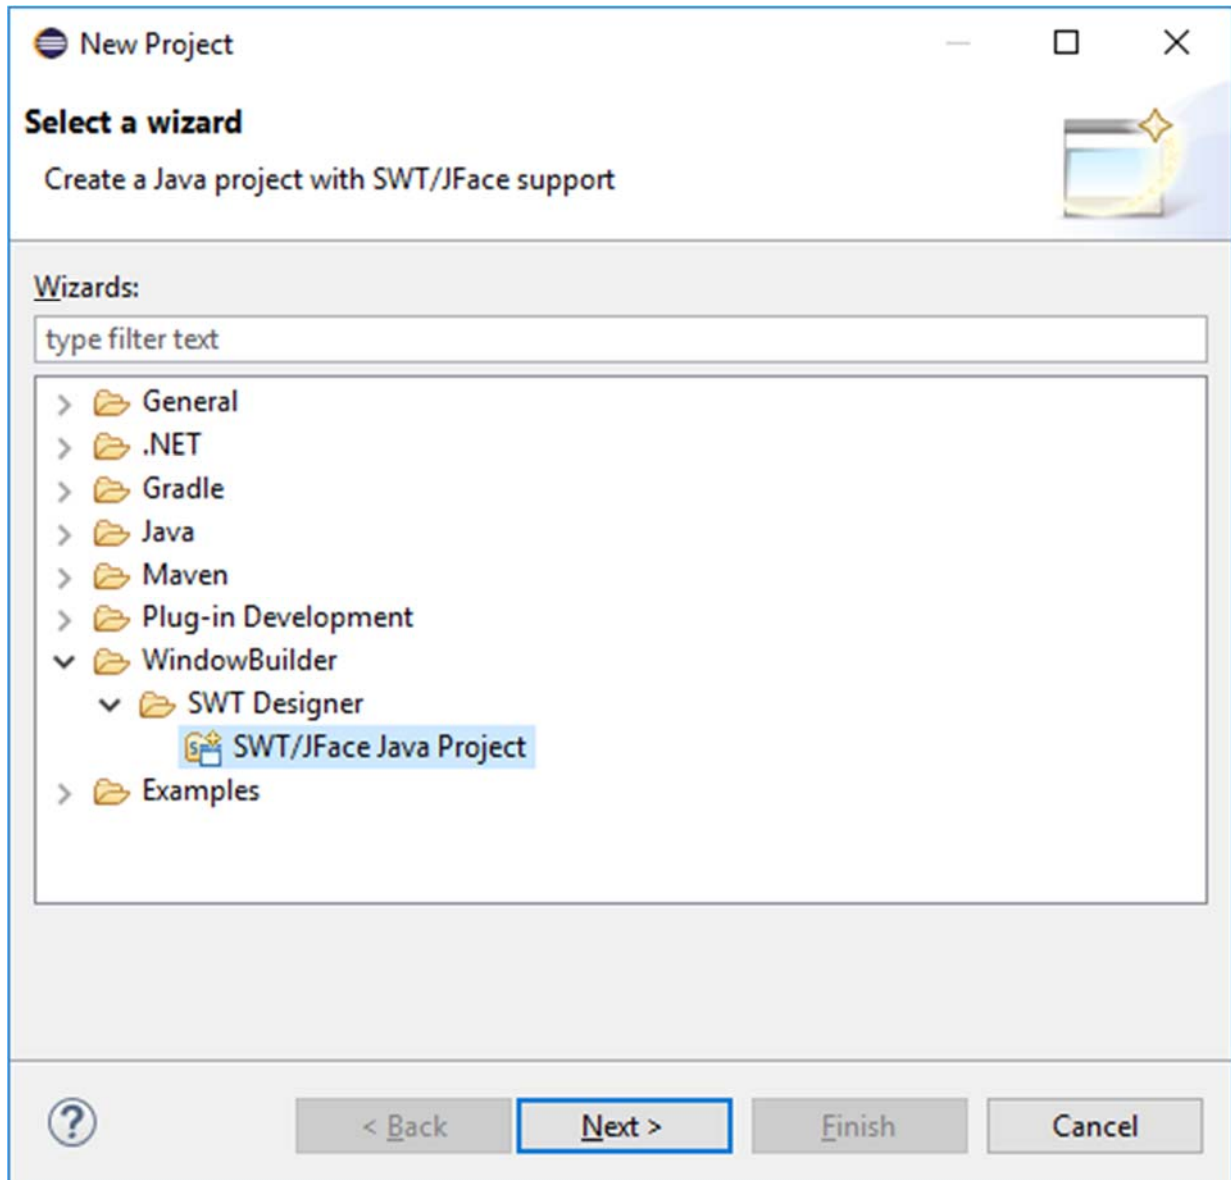 New Project
Select a wizard
Create a Java project with SWT/JFace support
Wizards:
type filter text
General
.NET
Gradle
Java
Maven
Plug-in Development
WindowBuilder
SWT Designer
SWT/JFace Java Project
Examples
? < Back Next > Finish Cancel